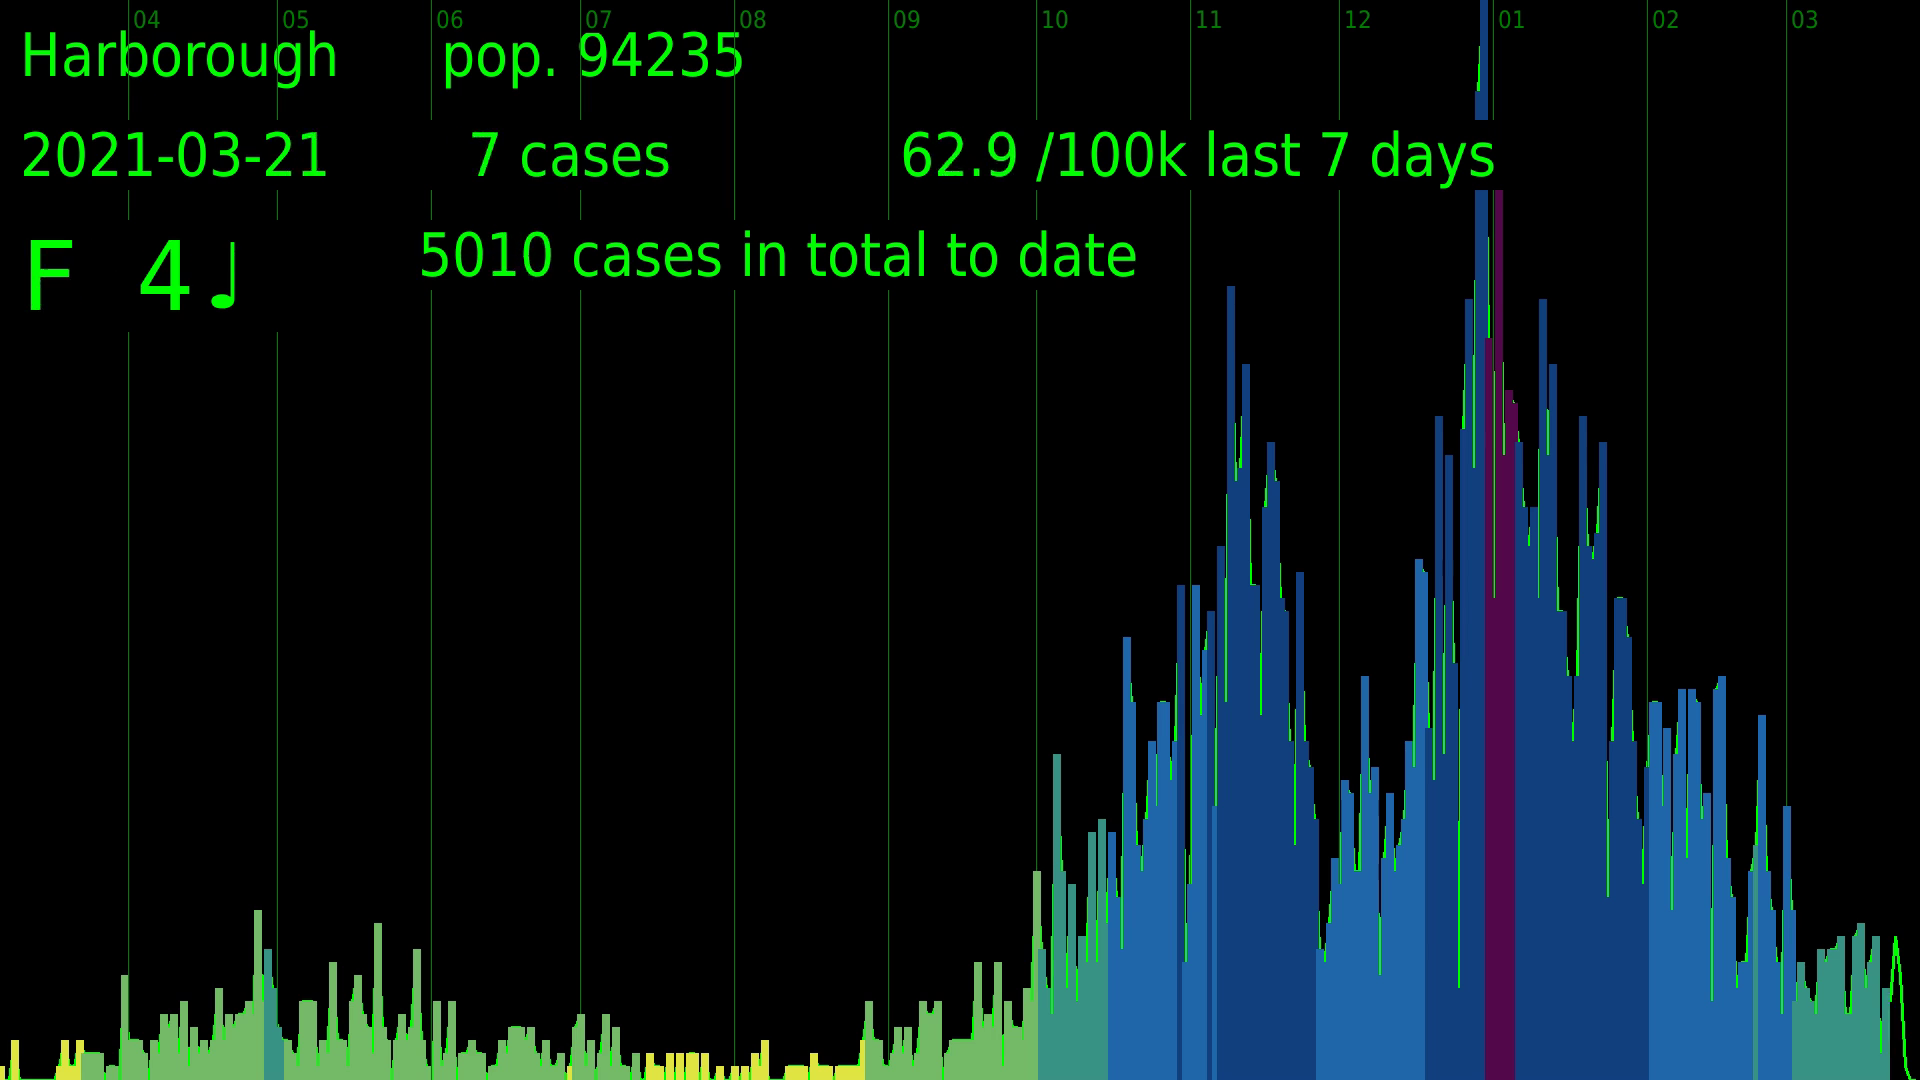 04 05 06 07 08 09 10 11 12 01 02 03
Harborough pop. 94235
2021-03-21 7 cases 62.9 /100k last 7 days
F 4♩ 5010 cases in total to date